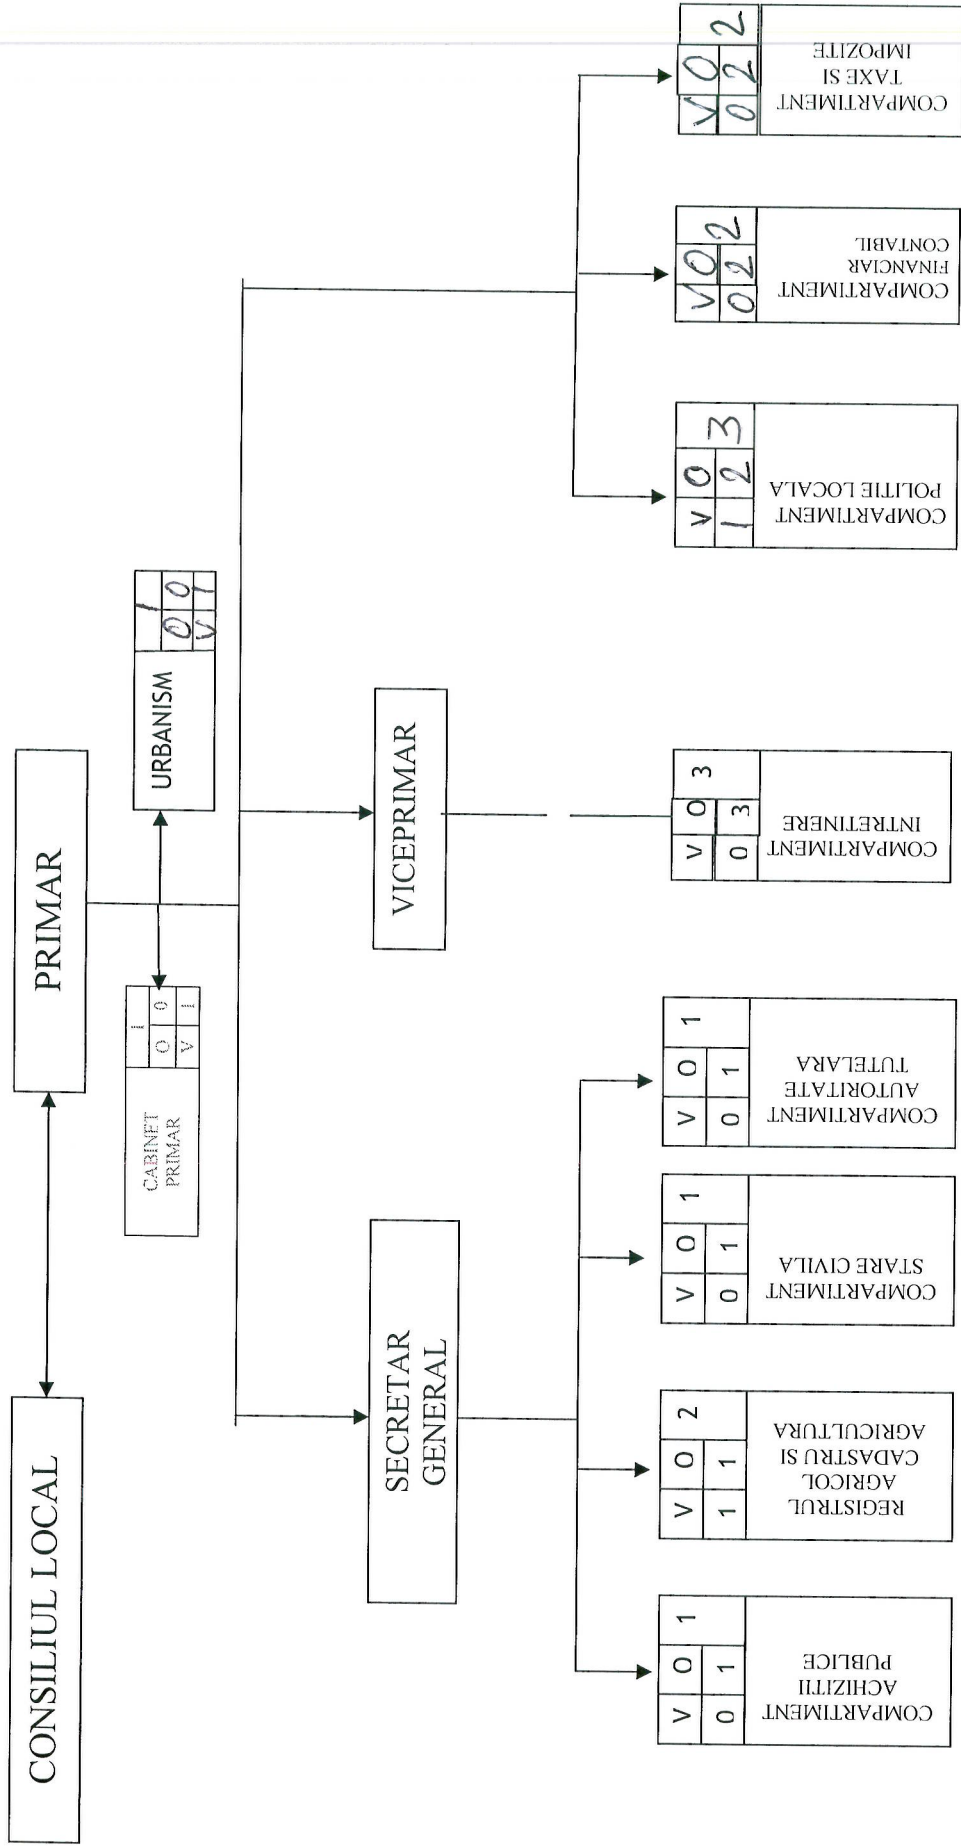 CONSILIUL LOCAL
PRIMAR
CABINET
PRIMAR
1
O 0
V 1
URBANISM
1
O 0
V 1
SECRETAR
GENERAL
VICEPRIMAR
V O 1
0 1
COMPARTIMENT
ACHIZITII
PUBLICE
V O 2
1 1
REGISTRUL
AGRICOL
CADASTRU SI
AGRICULTURA
V O 1
0 1
COMPARTIMENT
STARE CIVILA
V O 1
0 1
COMPARTIMENT
AUTORITATE
TUTELARA
V O 3
0 3
COMPARTIMENT
INTRETINERE
V O 3
1 2
COMPARTIMENT
POLITIE LOCALA
V O 2
0 2
COMPARTIMENT
FINANCIAR
CONTABIL
V O 2
0 2
COMPARTIMENT
TAXE SI
IMPOZITE